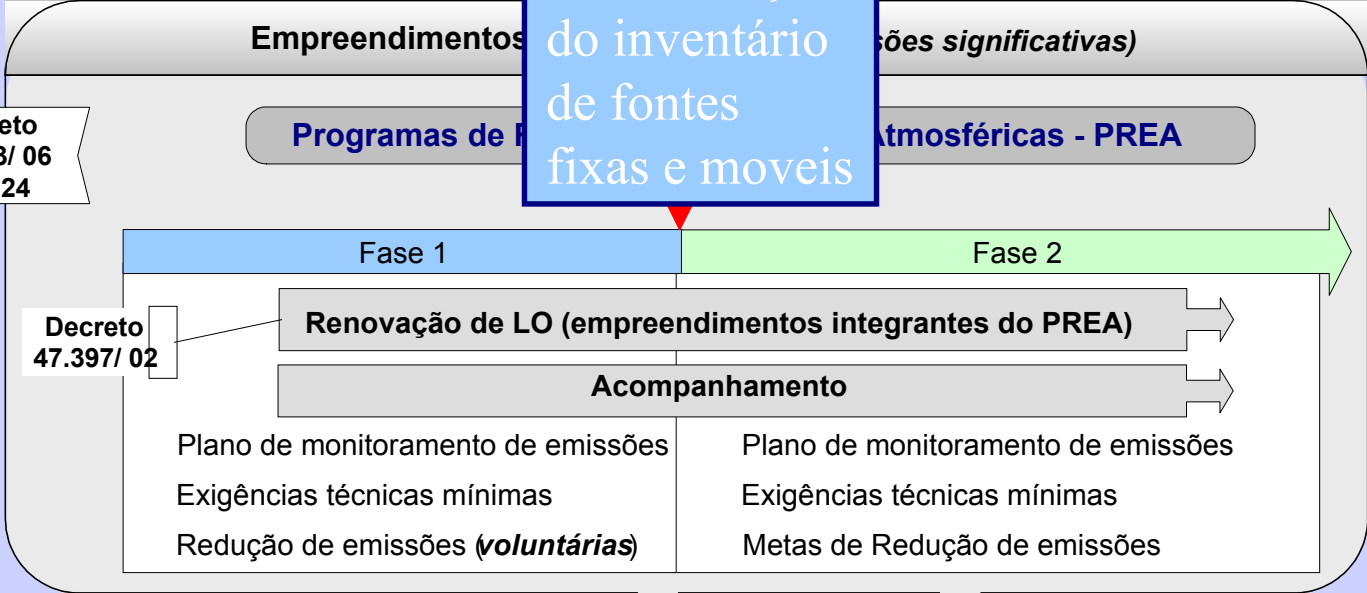 Empreendimentos
sões significativas)
do inventário
de fontes
fixas e moveis
eto
3/ 06
24
Programas de
Atmosféricas - PREA
Fase 1
Fase 2
Decreto
47.397/ 02
Renovação de LO (empreendimentos integrantes do PREA)
Acompanhamento
Plano de monitoramento de emissões
Exigências técnicas mínimas
Redução de emissões (voluntárias)
Plano de monitoramento de emissões
Exigências técnicas mínimas
Metas de Redução de emissões